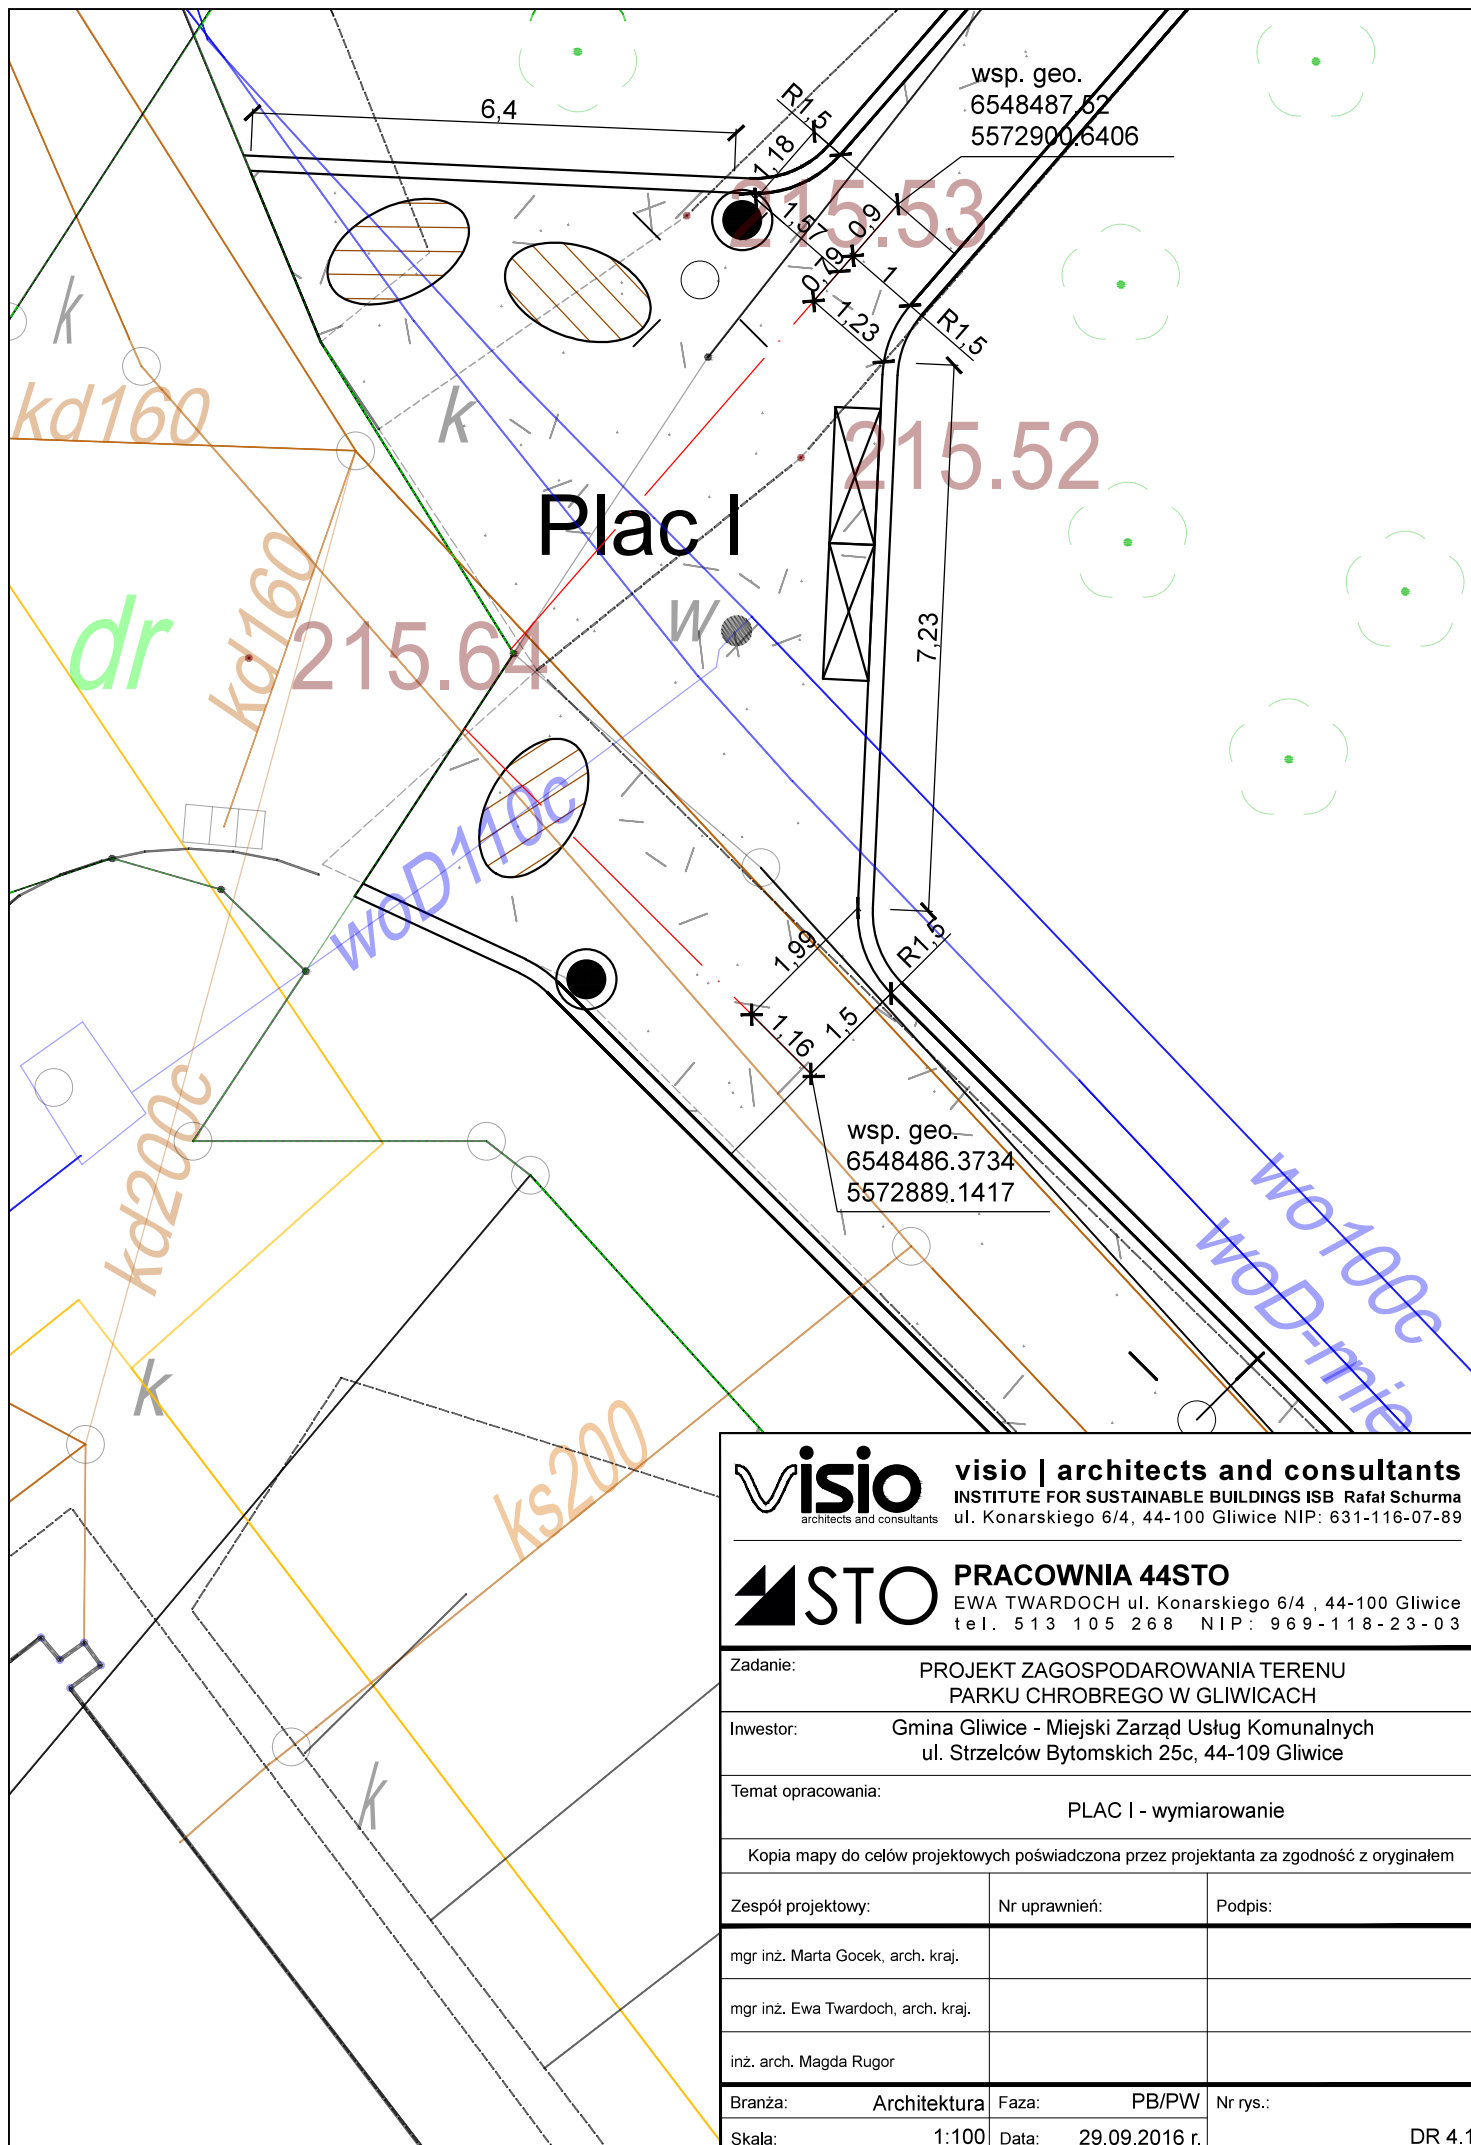 wsp. geo.
6548487.52
5572900.6406
6,4
R1,5
1,18
215.53
1,57
0,9
0,79
1
1,23
R1,5
k
kd160
k
215.52
Plac I
kd160
dr
215.64
w
7,23
woD110c
1,99
R1,5
1,16
1,5
kd200c
wsp. geo.
6548486.3734
5572889.1417
wo100c
woD-mie
k
ks200
k
visio
architects and consultants
visio | architects and consultants
INSTITUTE FOR SUSTAINABLE BUILDINGS ISB Rafał Schurma
ul. Konarskiego 6/4, 44-100 Gliwice NIP: 631-116-07-89
STO
PRACOWNIA 44STO
EWA TWARDOCH ul. Konarskiego 6/4 , 44-100 Gliwice
tel. 513 105 268 NIP: 969-118-23-03
Zadanie:
PROJEKT ZAGOSPODAROWANIA TERENU
PARKU CHROBREGO W GLIWICACH
Inwestor:
Gmina Gliwice - Miejski Zarząd Usług Komunalnych
ul. Strzelców Bytomskich 25c, 44-109 Gliwice
Temat opracowania:
PLAC I - wymiarowanie
Kopia mapy do celów projektowych poświadczona przez projektanta za zgodność z oryginałem
Zespół projektowy: Nr uprawnień: Podpis:
mgr inż. Marta Gocek, arch. kraj.
mgr inż. Ewa Twardoch, arch. kraj.
inż. arch. Magda Rugor
Branża: Architektura Faza: PB/PW Nr rys.:
Skala: 1:100 Data: 29.09.2016 r. DR 4.1